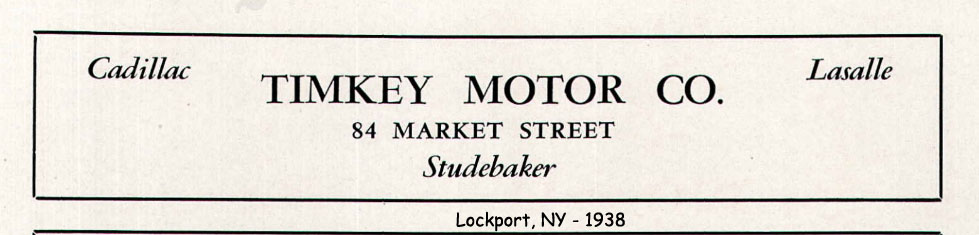 Cadillac
Lasalle
TIMKEY MOTOR CO.
84 MARKET STREET
Studebaker
Lockport, NY - 1938